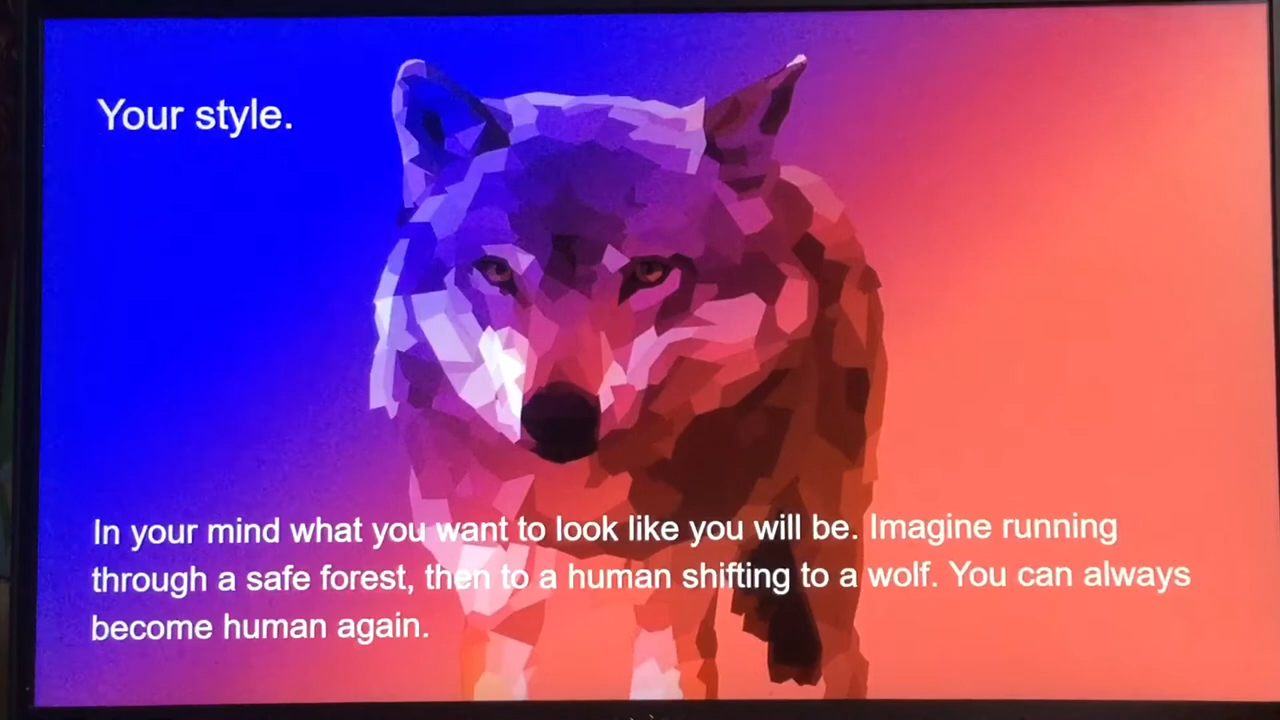 Your style.
In your mind what you want to look like you will be. Imagine running
through a safe forest, then to a human shifting to a wolf. You can always
become human again.